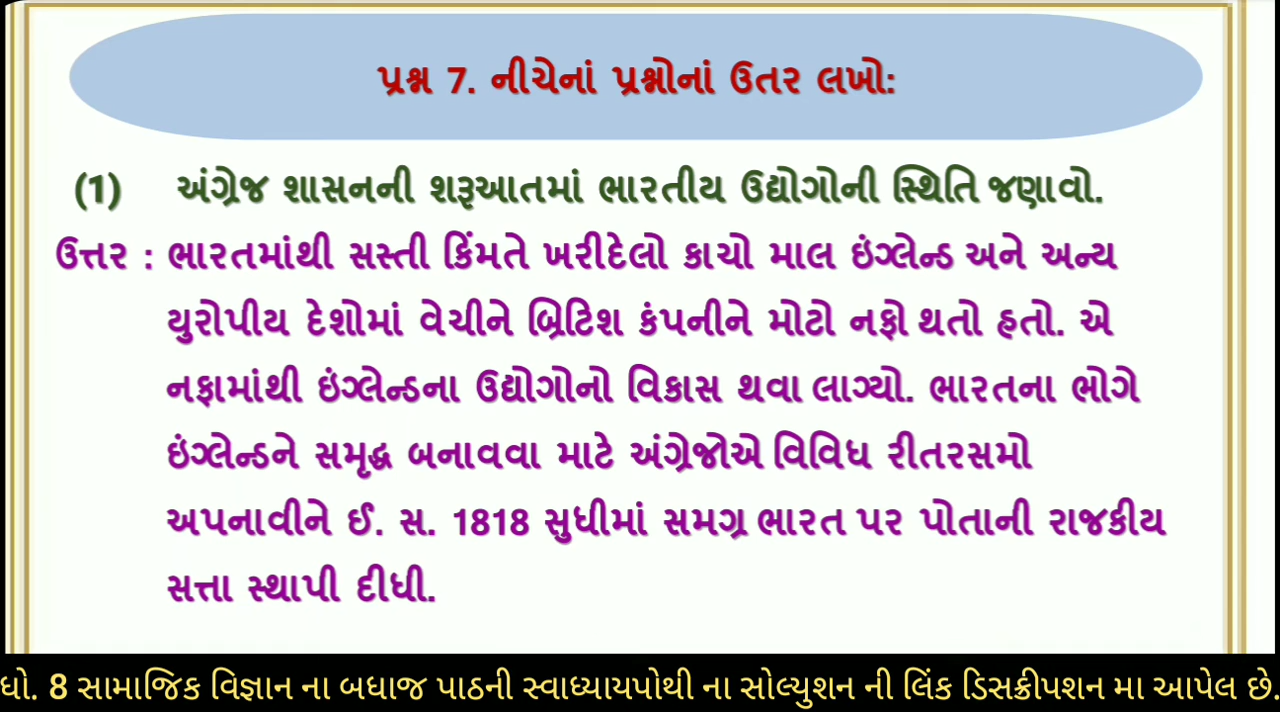 પ્રશ્ન 7. નીચેનાં પ્રશ્નોનાં ઉતર લખો:
(1) અંગ્રેજ શાસનની શરૂઆતમાં ભારતીય ઉદ્યોગોની સ્થિતિ જણાવો.
ઉત્તર : ભારતમાંથી સસ્તી કિંમતે ખરીદેલો કાચો માલ ઇંગ્લેન્ડ અને અન્ય
યુરોપીય દેશોમાં વેચીને બ્રિટિશ કંપનીને મોટો નફો થતો હતો. એ
નફામાંથી ઇંગ્લેન્ડના ઉદ્યોગોનો વિકાસ થવા લાગ્યો. ભારતના ભોગે
ઇંગ્લેન્ડને સમૃદ્ધ બનાવવા માટે અંગ્રેજોએ વિવિધ રીતરસમો
અપનાવીને ઈ. સ. 1818 સુધીમાં સમગ્ર ભારત પર પોતાની રાજકીય
સત્તા સ્થાપી દીધી.
ધો. 8 સામાજિક વિજ્ઞાન ના બધાજ પાઠની સ્વાધ્યાયપોથી ના સોલ્યુશન ની લિંક ડિસક્રીપશન મા આપેલ છે.